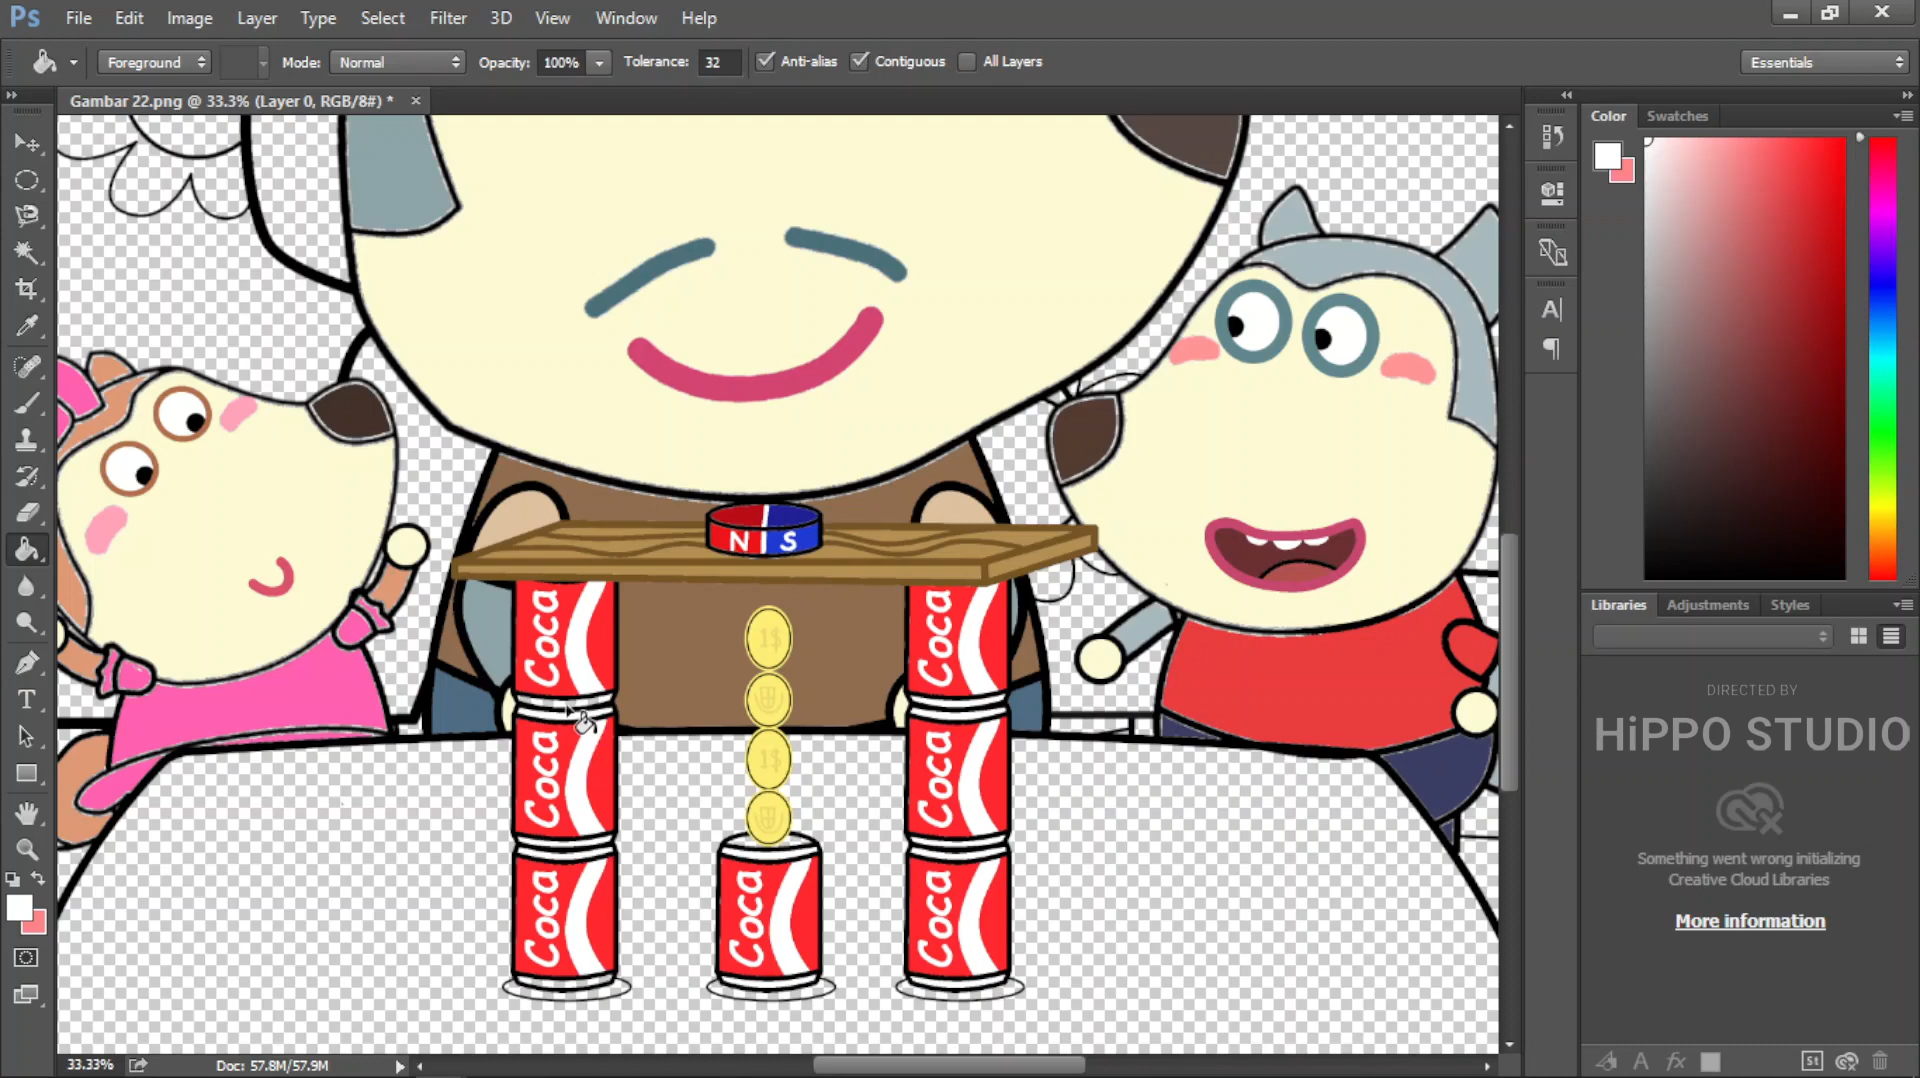 Ps File Edit Image Layer Type Select Filter 3D View Window Help
Foreground Mode: Normal Opacity: 100% Tolerance: 32 Anti-alias Contiguous All Layers Essentials
Gambar 22.png @ 33.3% (Layer 0, RGB/8#) *
Color Swatches
N S
Coca
Coca
1$
Coca
Coca
1$
Coca
Coca
Coca
Libraries Adjustments Styles
DIRECTED BY
HiPPO STUDIO
Something went wrong initializing
Creative Cloud Libraries
More information
33.33% Doc: 57.8M/57.9M